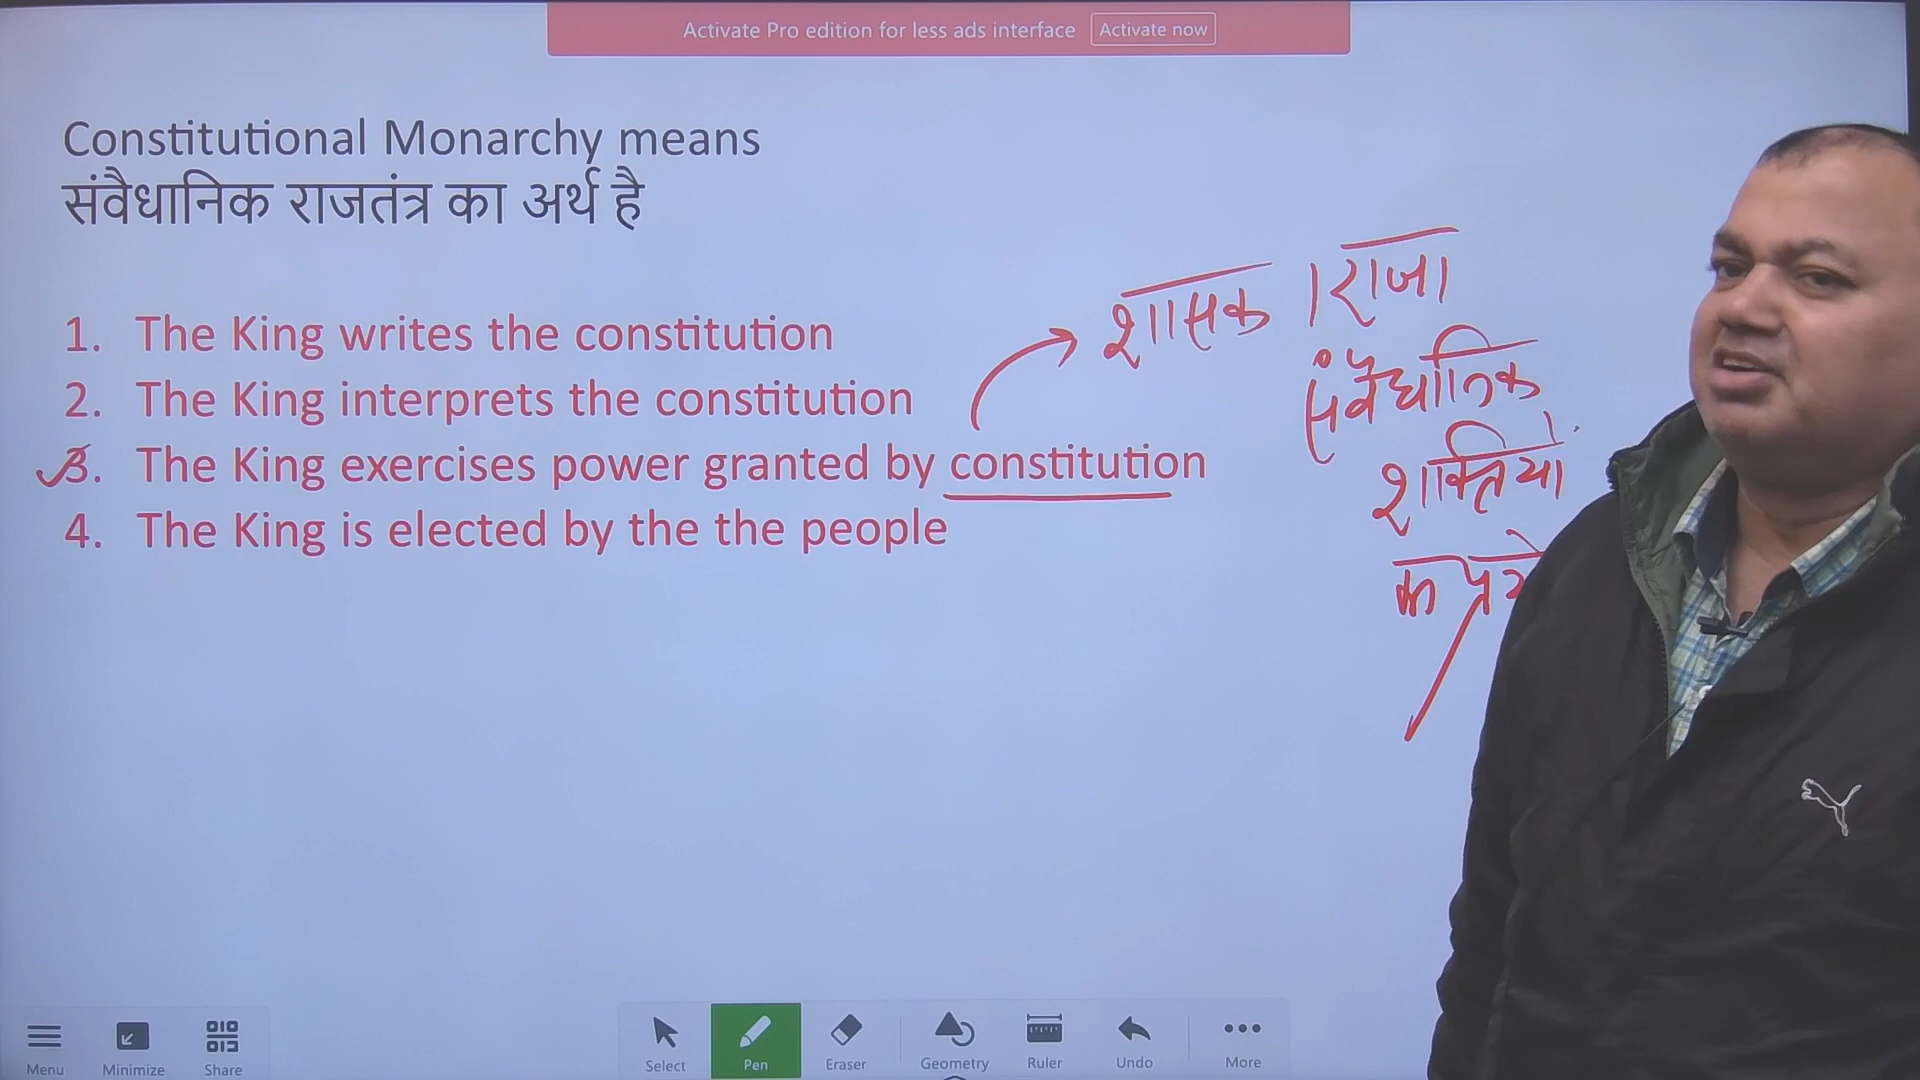 Activate Pro edition for less ads interface Activate now
Constitutional Monarchy means
संवैधानिक राजतंत्र का अर्थ है
1. The King writes the constitution
2. The King interprets the constitution
3. The King exercises power granted by constitution
4. The King is elected by the the people
शासक । राजा
संवैधानिक
शक्तियों
का
Menu
Minimize
Share
Select
Pen
Eraser
Geometry
Ruler
Undo
More